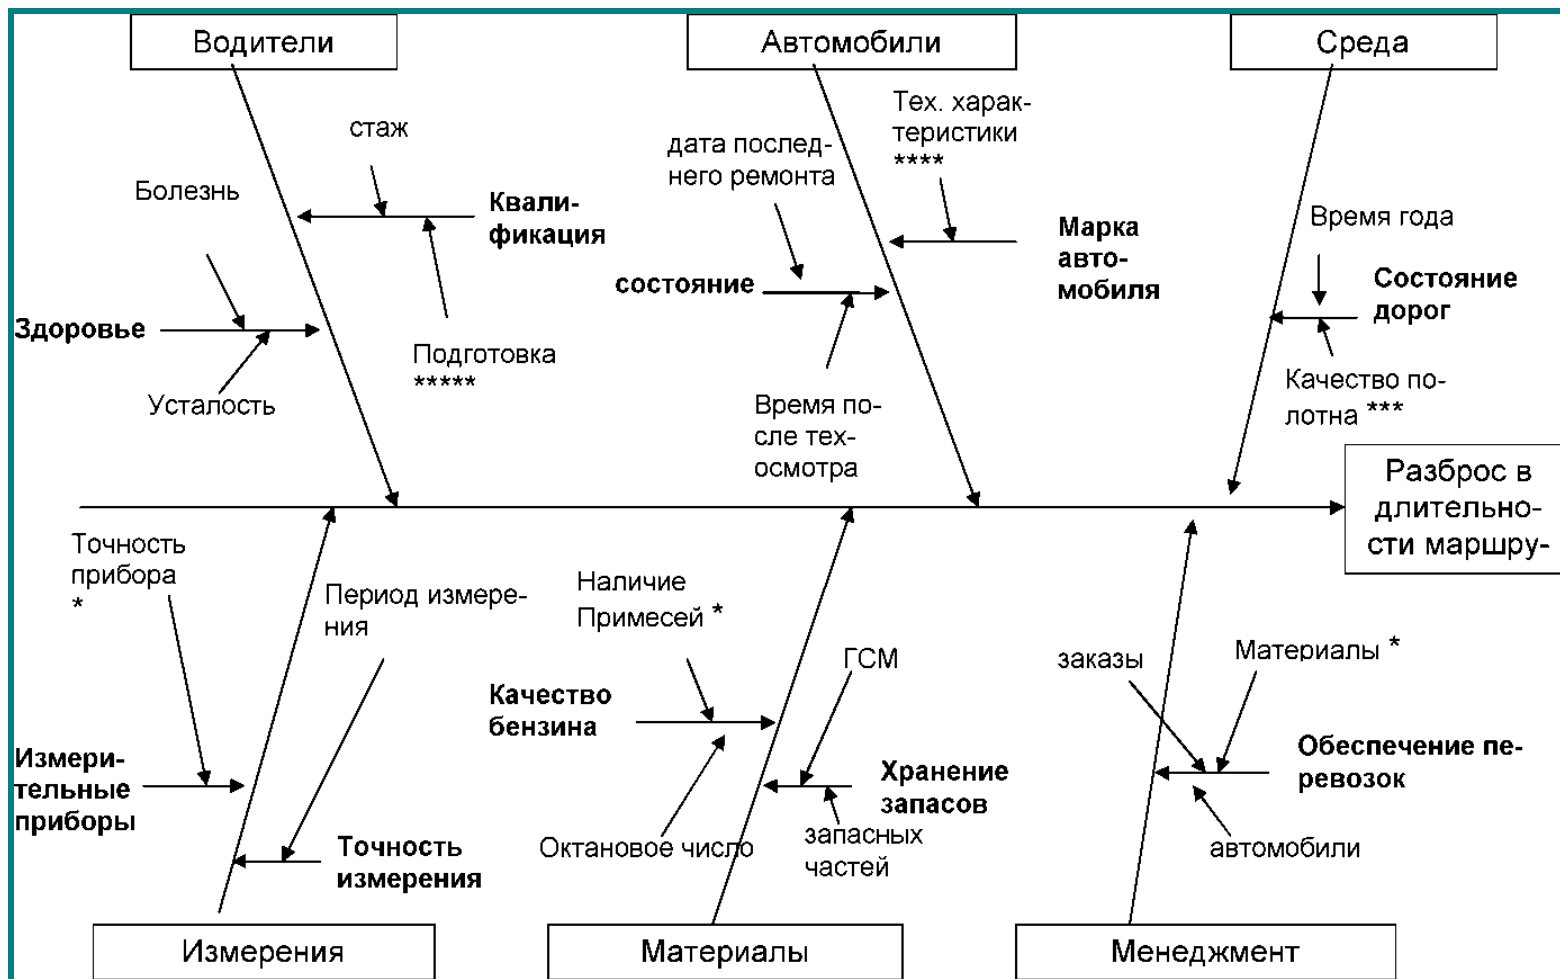 Водители
Автомобили
Среда
Тех. харак-
теристики
****
стаж
дата послед-
него ремонта
Болезнь
Квали-
фикация
Время года
Марка
авто-
мобиля
состояние
Состояние
дорог
Здоровье
Подготовка
*****
Усталость
Качество по-
лотна ***
Время по-
сле тех-
осмотра
Разброс в
длительно-
сти маршру-
Точность
прибора
*
Период измере-
ния
Наличие
Примесей *
ГСМ
заказы
Материалы *
Качество
бензина
Измери-
тельные
приборы
Хранение
запасов
Обеспечение пе-
ревозок
Октановое число
запасных
частей
автомобили
Точность
измерения
Измерения
Материалы
Менеджмент